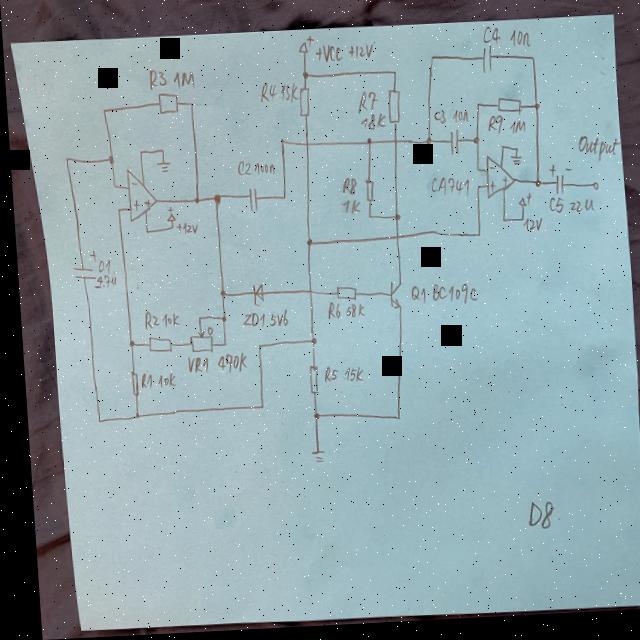 C4 10n
+VCC +12V
R3 1M
R4 15K
R7
18K
C3 10n
R9 1M
Output
C2 100n
R8
1K
CA741
+12V
12V
C5 22u
C1
47u
R2 10K
ZD1.5V6
R6 58K
Q1.BC109C
VR1 470K
R1.10K
R5 15K
D8